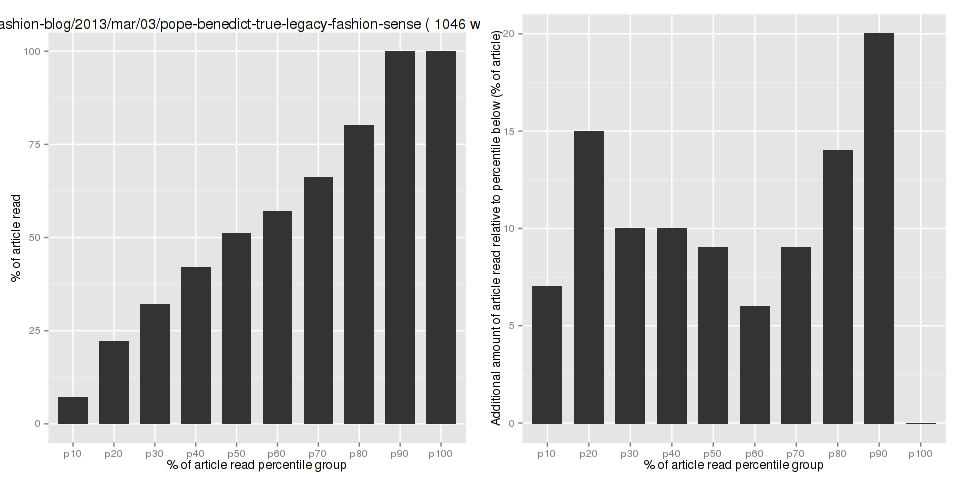 ashion-blog/2013/mar/03/pope-benedict-true-legacy-fashion-sense ( 1046 w
% of article read
100
75
50
25
0
p10 p20 p30 p40 p50 p60 p70 p80 p90 p100
% of article read percentile group
Additional amount of article read relative to percentile below (% of article)
20
15
10
5
0
p10 p20 p30 p40 p50 p60 p70 p80 p90 p100
% of article read percentile group